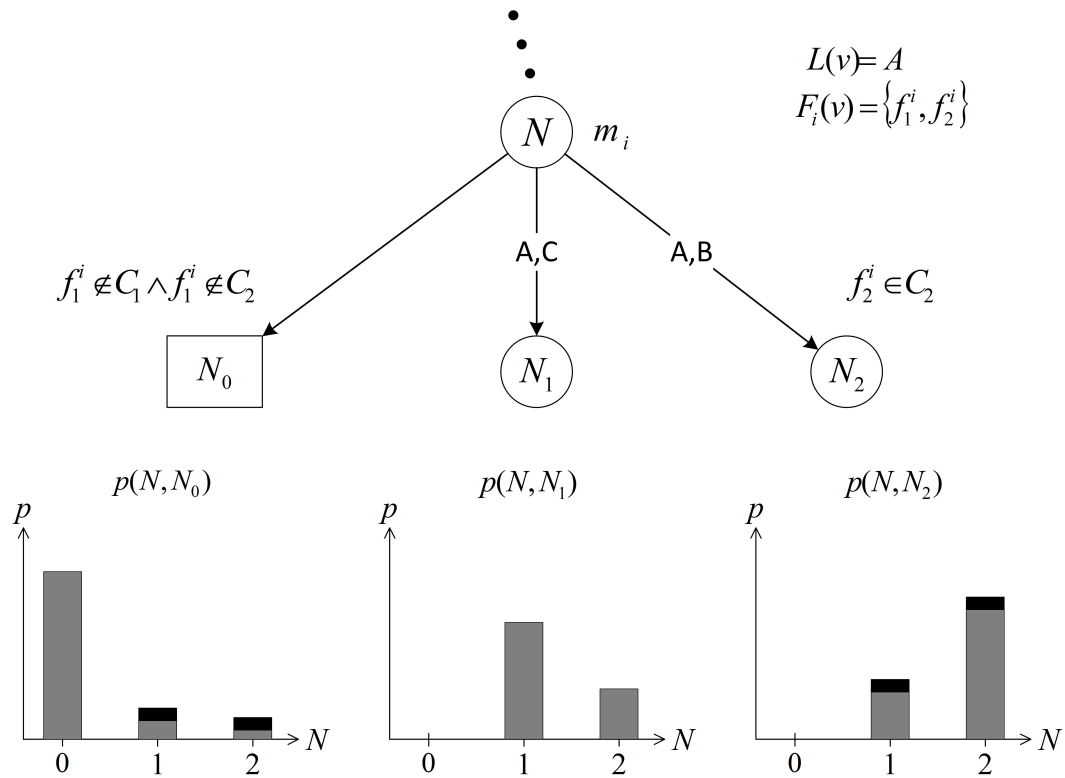 L(v)= A
F_i(v) = {f_1^i, f_2^i}
N m_i
A,C A,B
f_1^i ∉ C_1 ∧ f_1^i ∉ C_2 f_2^i ∈ C_2
N_0 N_1 N_2
p(N, N_0) p(N, N_1) p(N, N_2)
p p p
N N N
0 1 2 0 1 2 0 1 2